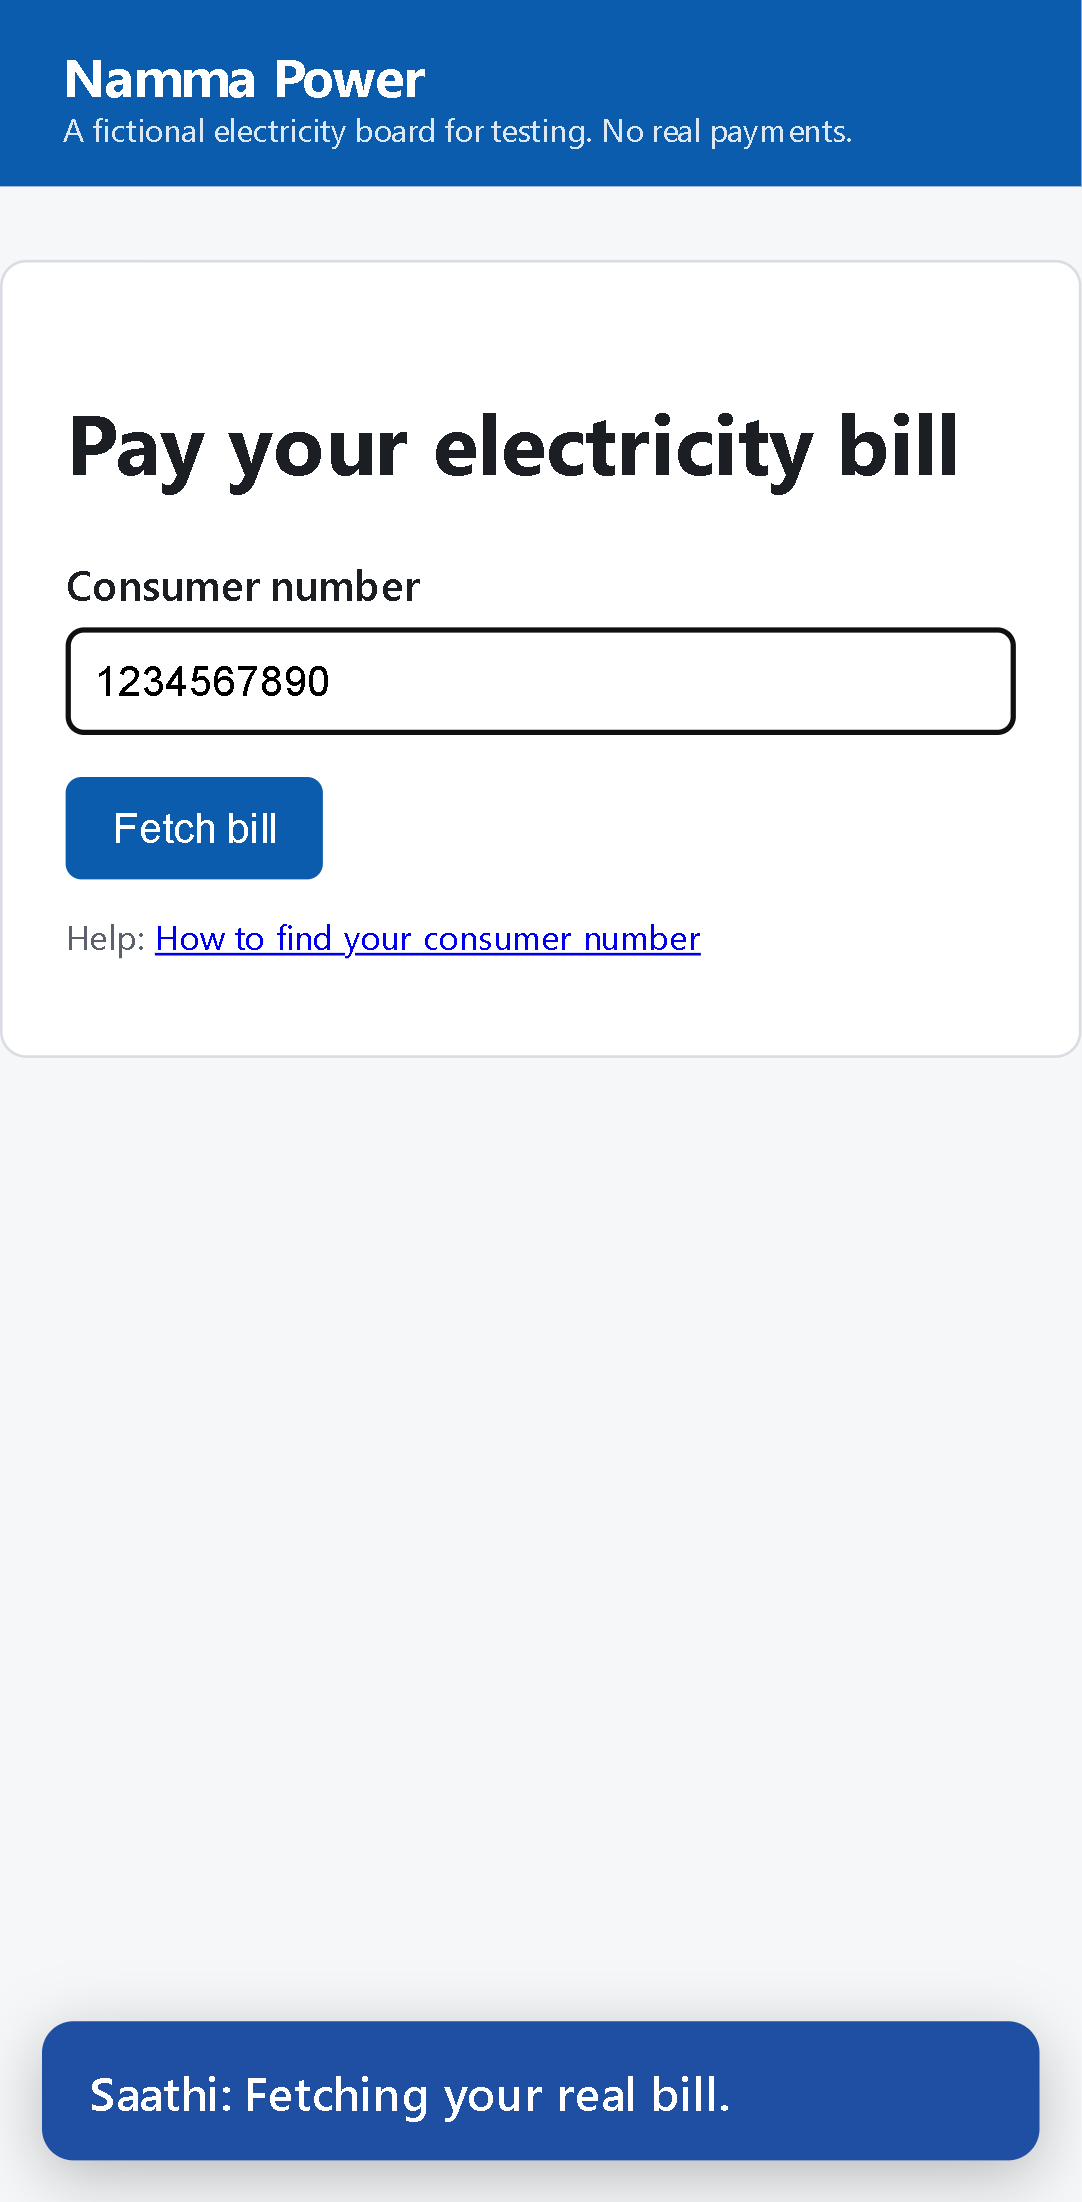 Namma Power
A fictional electricity board for testing. No real payments.
Pay your electricity bill
Consumer number
1234567890
Fetch bill
Help: How to find your consumer number
Saathi: Fetching your real bill.